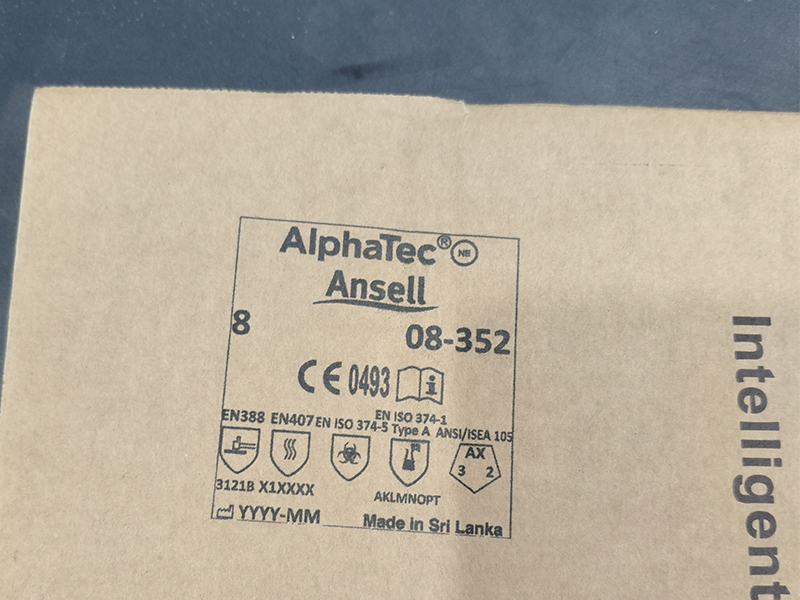 AlphaTec® NE
Ansell
8 08-352
CE 0493 i
EN388 EN407 EN ISO 374-5 EN ISO 374-1 Type A ANSI/ISEA 105
AX
3 2
3121B X1XXXX AKLMNOPT
YYYY-MM Made in Sri Lanka
Intelligent